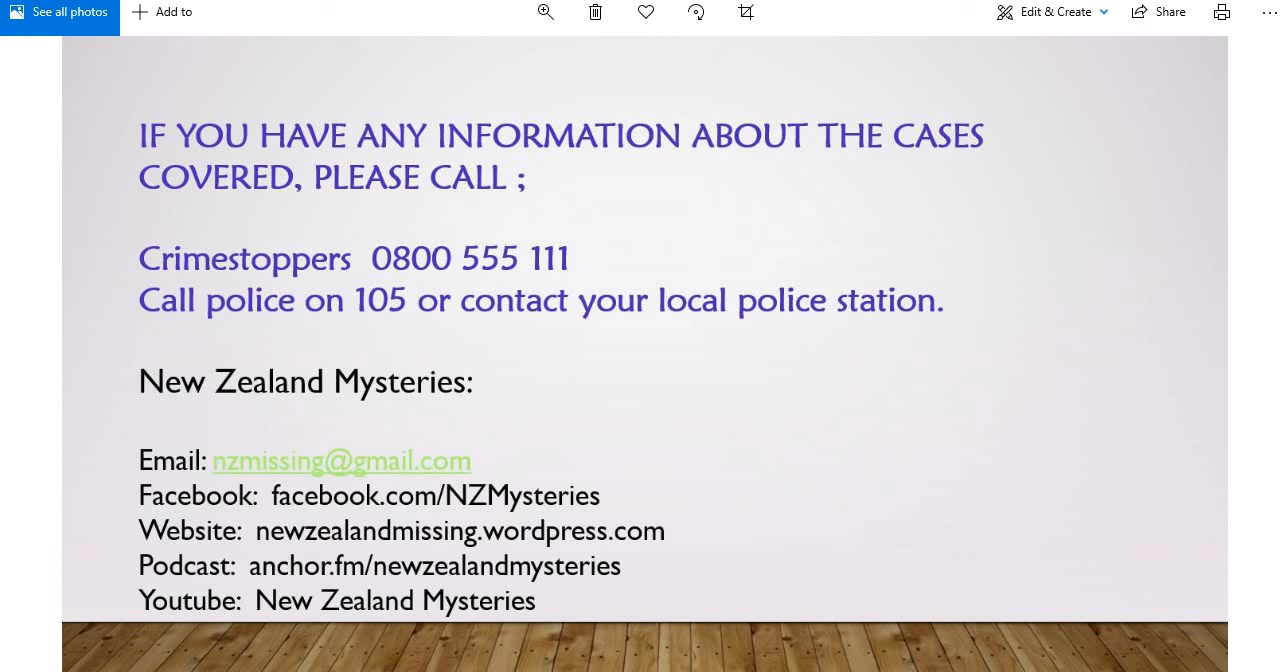 See all photos
Add to
Edit & Create
Share
IF YOU HAVE ANY INFORMATION ABOUT THE CASES
COVERED, PLEASE CALL ;
Crimestoppers  0800 555 111
Call police on 105 or contact your local police station.
New Zealand Mysteries:
Email: nzmissing@gmail.com
Facebook:  facebook.com/NZMysteries
Website:  newzealandmissing.wordpress.com
Podcast:  anchor.fm/newzealandmysteries
Youtube:  New Zealand Mysteries